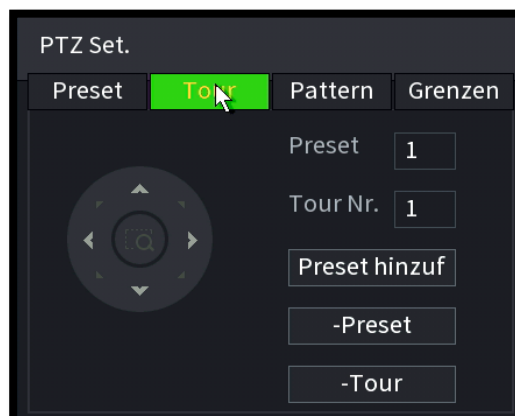 PTZ Set.
Preset Tour Pattern Grenzen
Preset 1
Tour Nr. 1
Preset hinzuf
-Preset
-Tour